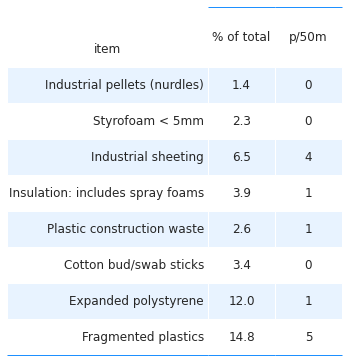 item % of total p/50m
Industrial pellets (nurdles) 1.4 0
Styrofoam < 5mm 2.3 0
Industrial sheeting 6.5 4
Insulation: includes spray foams 3.9 1
Plastic construction waste 2.6 1
Cotton bud/swab sticks 3.4 0
Expanded polystyrene 12.0 1
Fragmented plastics 14.8 5